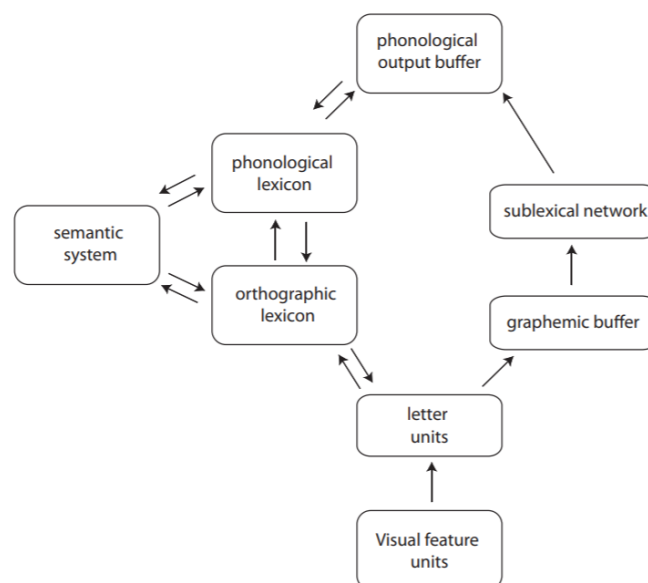 phonological
output buffer
phonological
lexicon
sublexical network
semantic
system
orthographic
lexicon
graphemic buffer
letter
units
Visual feature
units